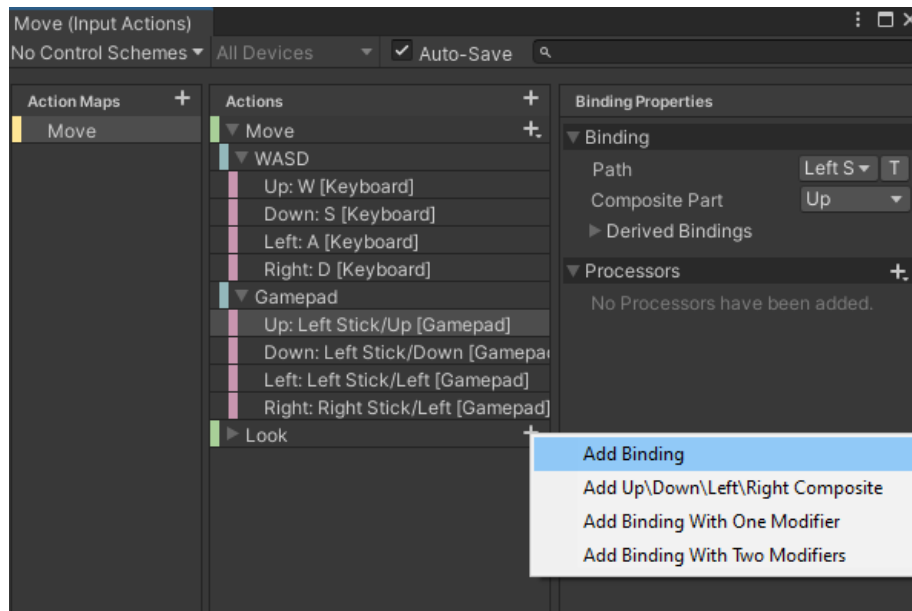 Move (Input Actions)
No Control Schemes All Devices Auto-Save
Action Maps
Move
Actions
Move
WASD
Up: W [Keyboard]
Down: S [Keyboard]
Left: A [Keyboard]
Right: D [Keyboard]
Gamepad
Up: Left Stick/Up [Gamepad]
Down: Left Stick/Down [Gamepa
Left: Left Stick/Left [Gamepad]
Right: Right Stick/Left [Gamepad]
Look
Binding Properties
Binding
Path Left S T
Composite Part Up
Derived Bindings
Processors
No Processors have been added.
Add Binding
Add Up\Down\Left\Right Composite
Add Binding With One Modifier
Add Binding With Two Modifiers